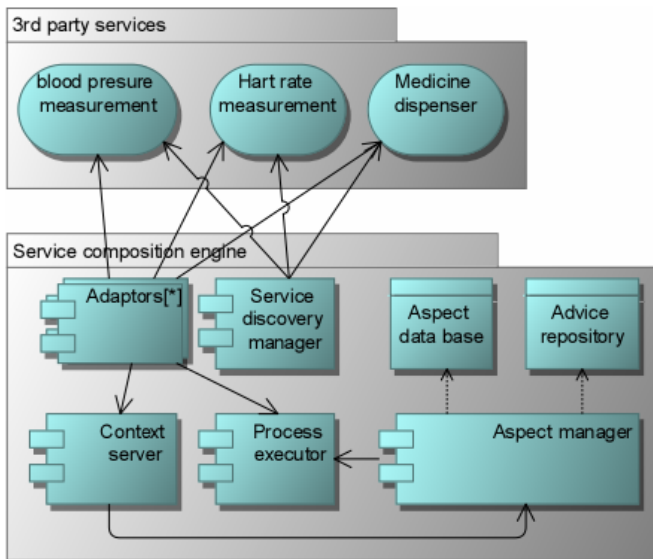 3rd party services
blood presure
measurement
Hart rate
measurement
Medicine
dispenser
Service composition engine
Adaptors[*]
Service
discovery
manager
Aspect
data base
Advice
repository
Context
server
Process
executor
Aspect manager